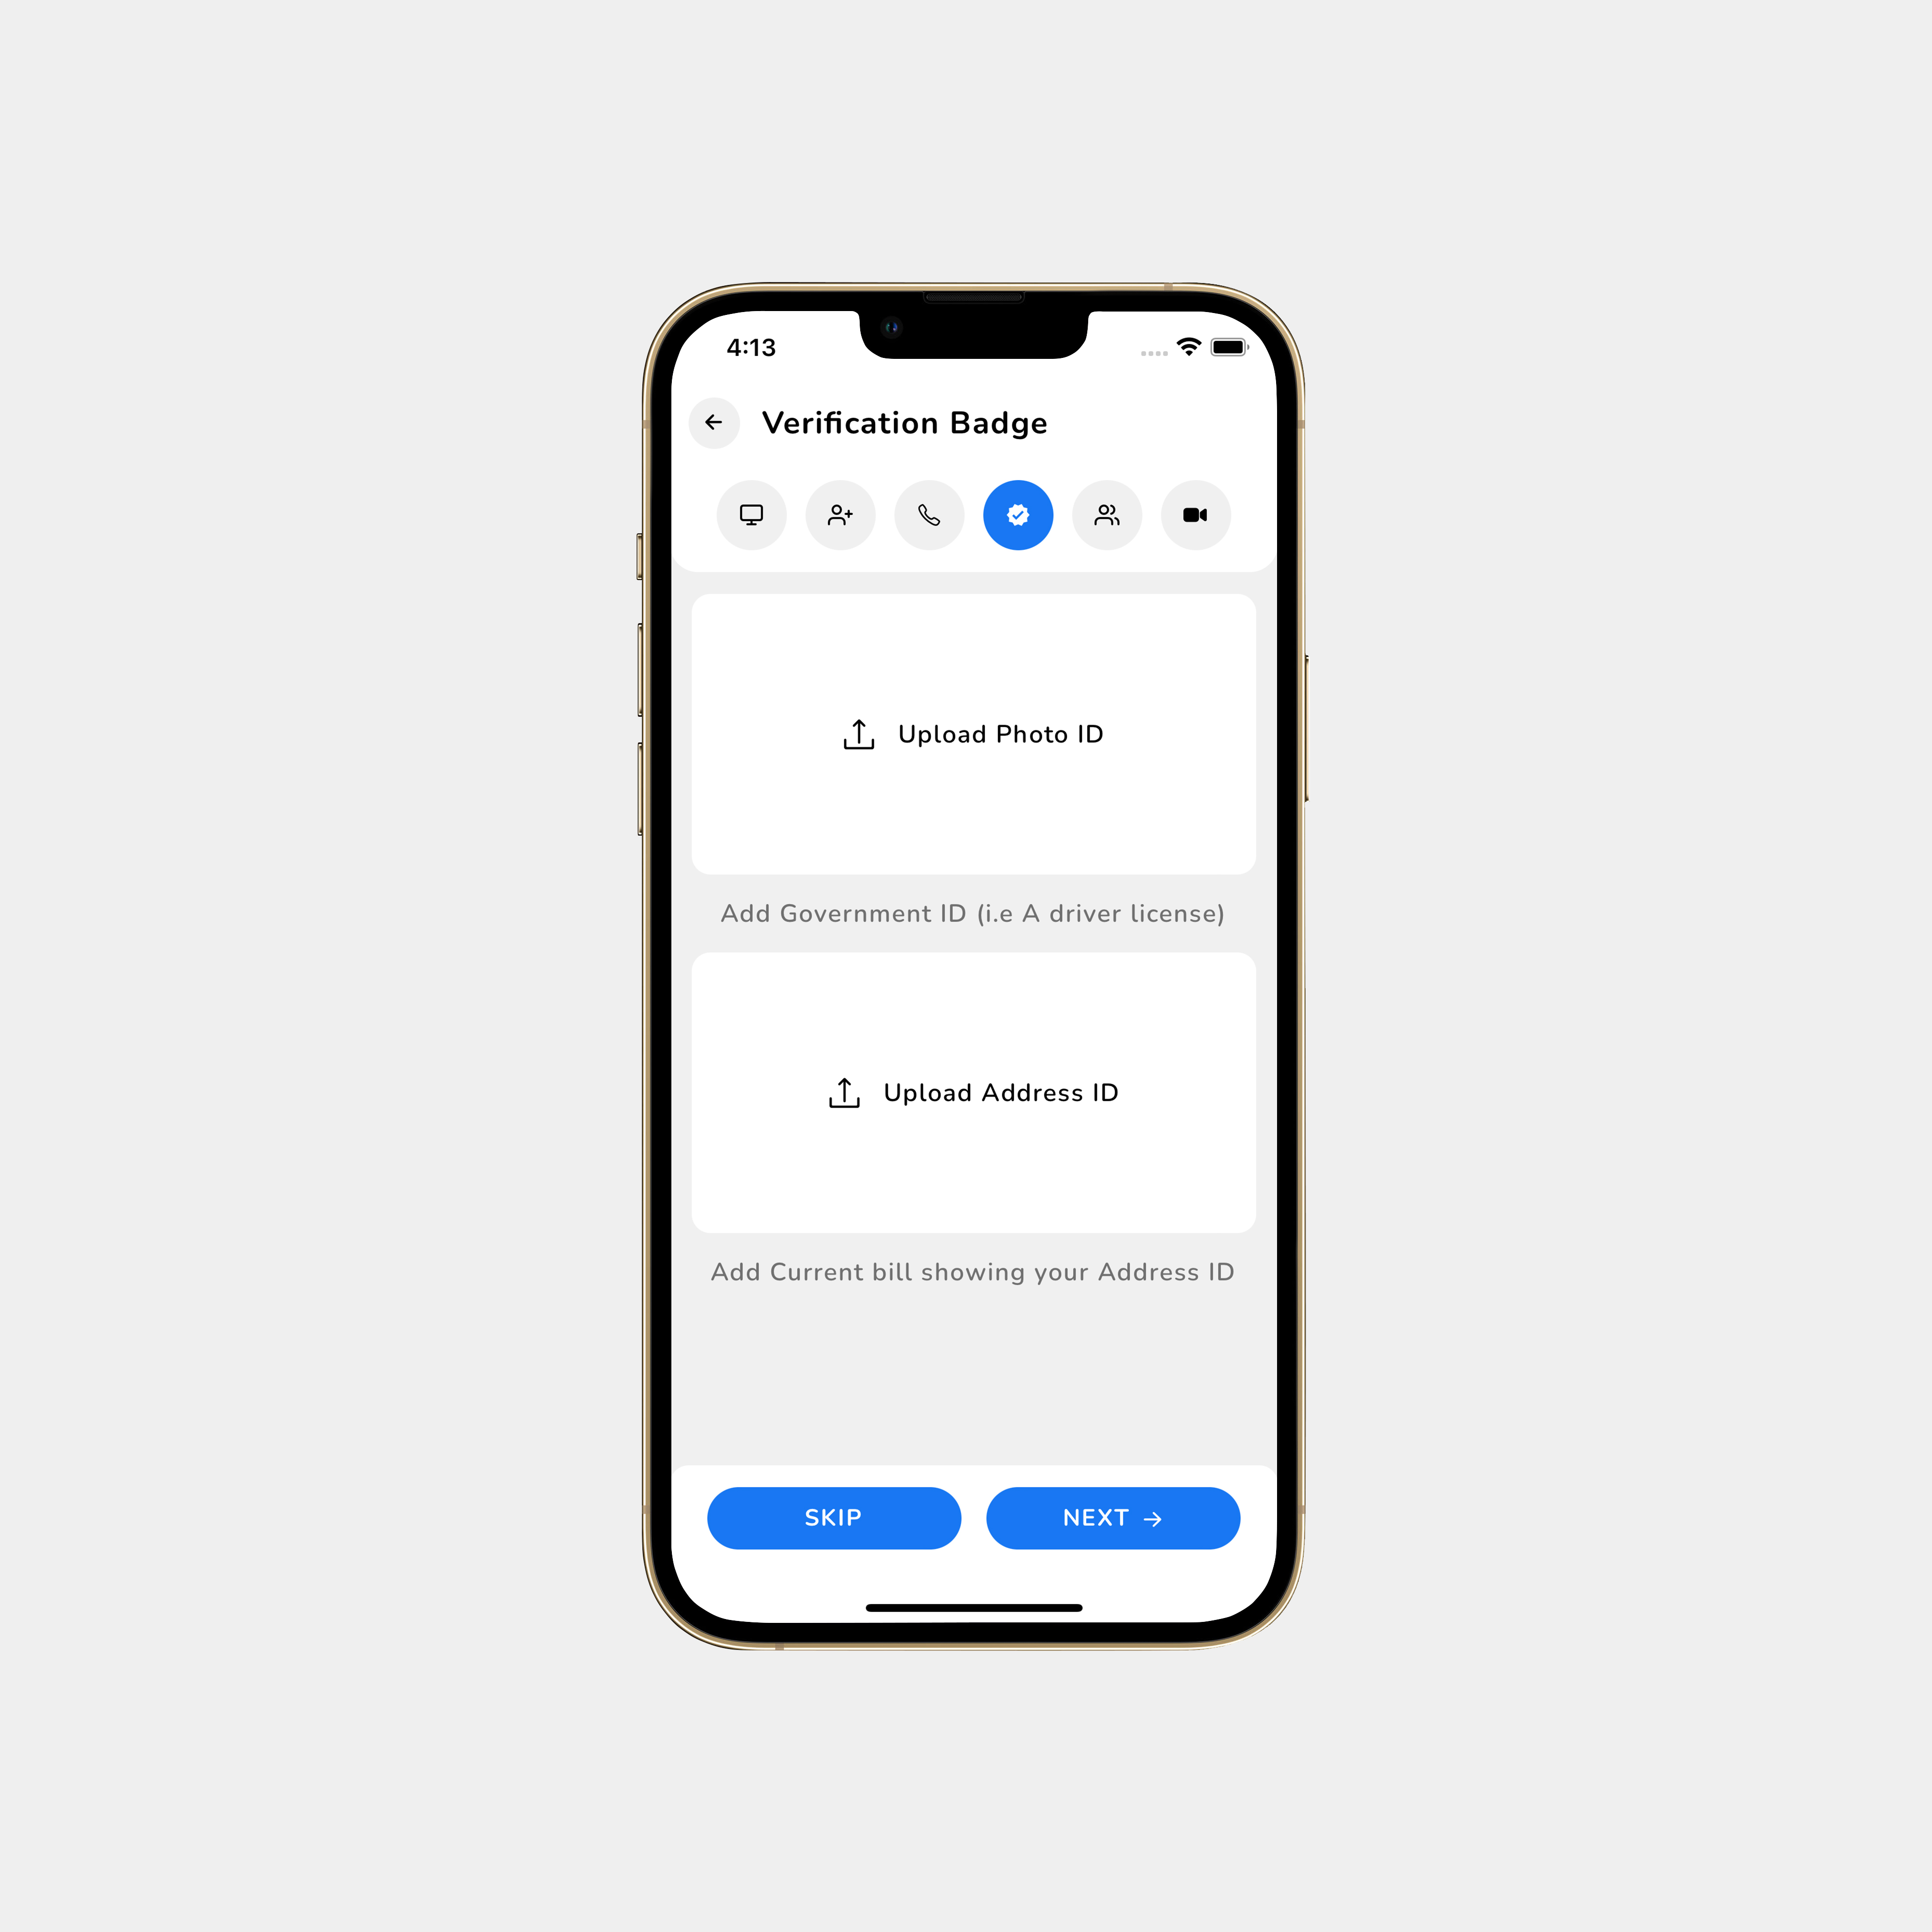 4:13
Verification Badge
Upload Photo ID
Add Government ID (i.e A driver license)
Upload Address ID
Add Current bill showing your Address ID
SKIP
NEXT